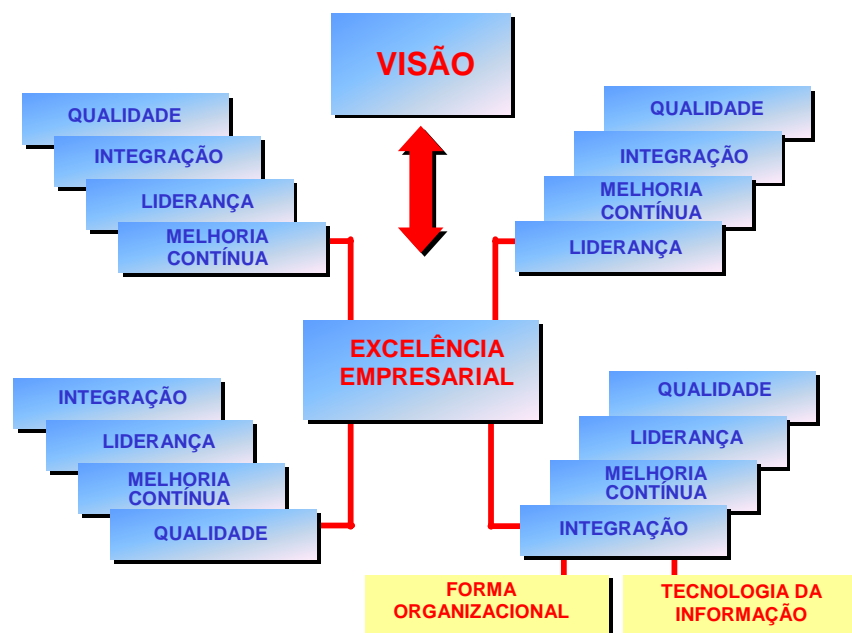 VISÃO
QUALIDADE
INTEGRAÇÃO
LIDERANÇA
MELHORIA
CONTÍNUA
QUALIDADE
INTEGRAÇÃO
MELHORIA
CONTÍNUA
LIDERANÇA
EXCELÊNCIA
EMPRESARIAL
INTEGRAÇÃO
LIDERANÇA
MELHORIA
CONTÍNUA
QUALIDADE
QUALIDADE
LIDERANÇA
MELHORIA
CONTÍNUA
INTEGRAÇÃO
FORMA
ORGANIZACIONAL
TECNOLOGIA DA
INFORMAÇÃO